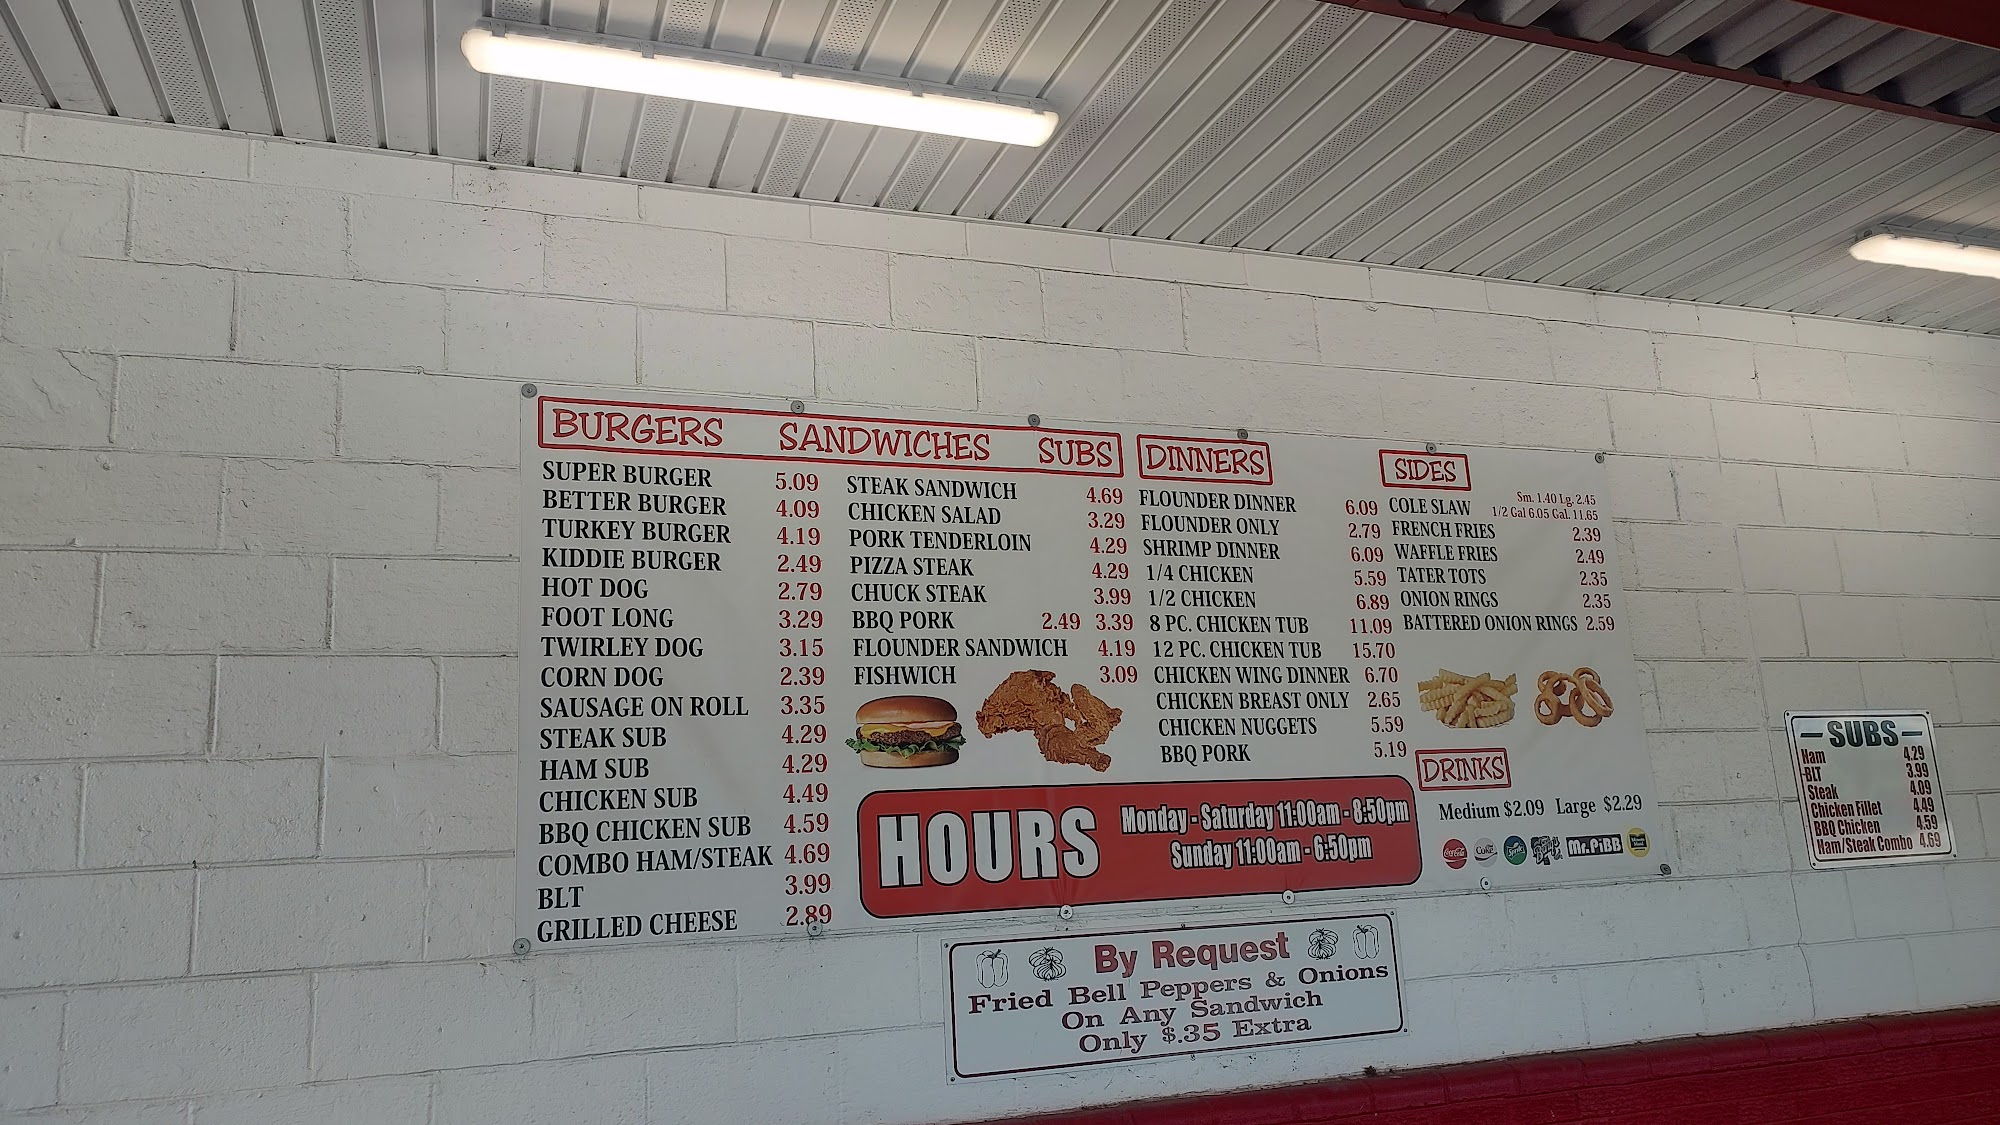 BURGERS SANDWICHES SUBS
SUPER BURGER 5.09
BETTER BURGER 4.09
TURKEY BURGER 4.19
KIDDIE BURGER 2.49
HOT DOG 2.79
FOOT LONG 3.29
TWIRLEY DOG 3.15
CORN DOG 2.39
SAUSAGE ON ROLL 3.35
STEAK SUB 4.29
HAM SUB 4.29
CHICKEN SUB 4.49
BBQ CHICKEN SUB 4.59
COMBO HAM/STEAK 4.69
BLT 3.99
GRILLED CHEESE 2.89
STEAK SANDWICH 4.69
CHICKEN SALAD 3.29
PORK TENDERLOIN 4.29
PIZZA STEAK 4.29
CHUCK STEAK 3.99
BBQ PORK 2.49 3.39
FLOUNDER SANDWICH 4.19
FISHWICH 3.09
DINNERS
FLOUNDER DINNER 6.09
FLOUNDER ONLY 2.79
SHRIMP DINNER 6.09
1/4 CHICKEN 5.59
1/2 CHICKEN 6.89
8 PC. CHICKEN TUB 11.09
12 PC. CHICKEN TUB 15.70
CHICKEN WING DINNER 6.70
CHICKEN BREAST ONLY 2.65
CHICKEN NUGGETS 5.59
BBQ PORK 5.19
SIDES
COLE SLAW Sm. 1.40 Lg. 2.45
1/2 Gal 6.05 Gal. 11.65
FRENCH FRIES 2.39
WAFFLE FRIES 2.49
TATER TOTS 2.35
ONION RINGS 2.35
BATTERED ONION RINGS 2.59
DRINKS
Medium $2.09 Large $2.29
Coca-Cola Coke Sprite Mr.PiBB
HOURS
Monday - Saturday 11:00am - 8:50pm
Sunday 11:00am - 6:50pm
By Request
Fried Bell Peppers & Onions
On Any Sandwich
Only $.35 Extra
SUBS
Ham 4.29
BLT 3.99
Steak 4.09
Chicken Fillet 4.49
BBQ Chicken 4.59
Ham/Steak Combo 4.69